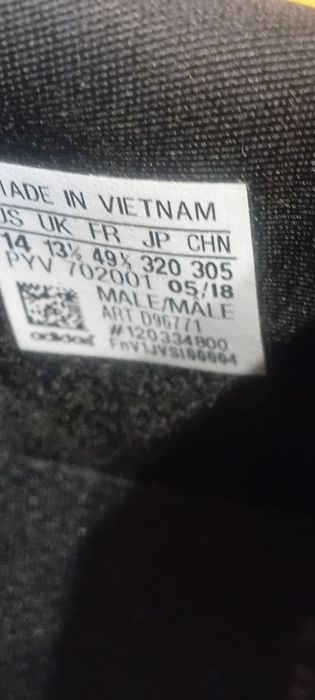 MADE IN VIETNAM
US UK FR JP CHN
14 13½ 49⅓ 320 305
PYV 702001 05/18
MALE/MÂLE
ART D96771
#120334800
adidas